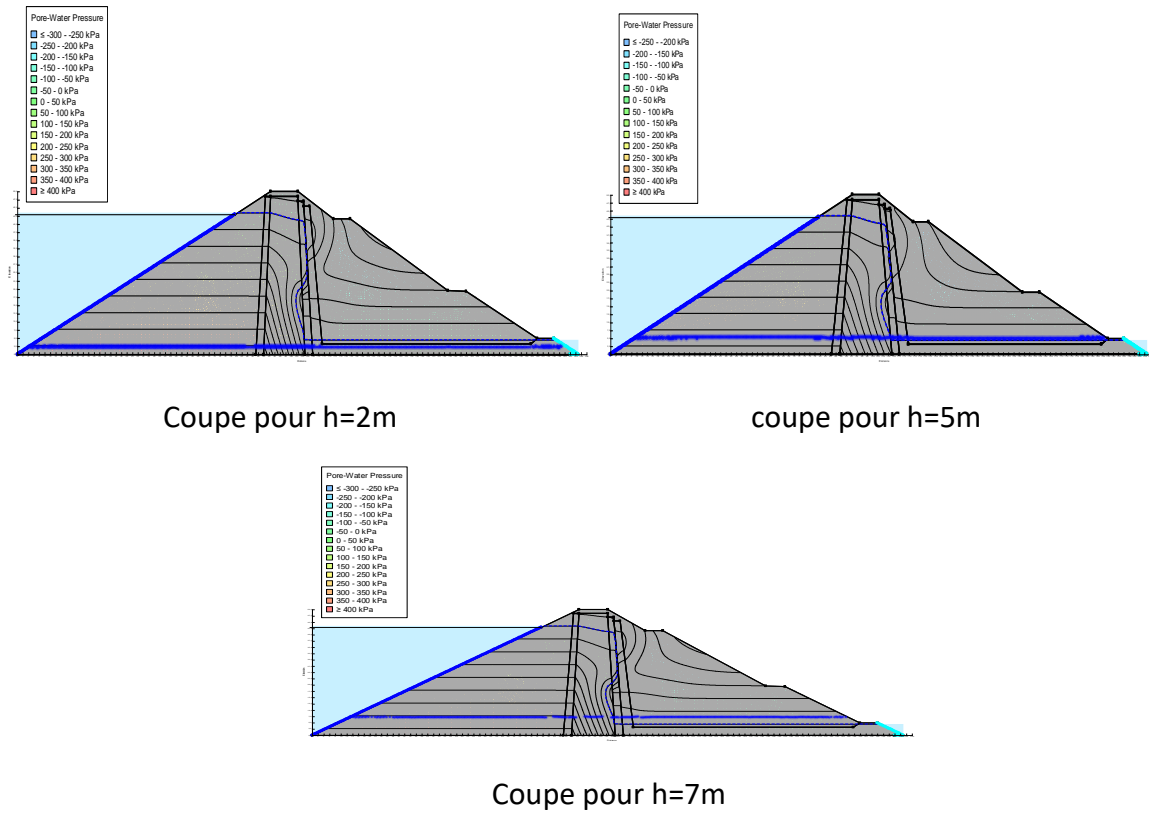 Pore-Water Pressure
≤ -300 - -250 kPa
-250 - -200 kPa
-200 - -150 kPa
-150 - -100 kPa
-100 - -50 kPa
-50 - 0 kPa
0 - 50 kPa
50 - 100 kPa
100 - 150 kPa
150 - 200 kPa
200 - 250 kPa
250 - 300 kPa
300 - 350 kPa
350 - 400 kPa
≥ 400 kPa
Pore-Water Pressure
≤ -250 - -200 kPa
-200 - -150 kPa
-150 - -100 kPa
-100 - -50 kPa
-50 - 0 kPa
0 - 50 kPa
50 - 100 kPa
100 - 150 kPa
150 - 200 kPa
200 - 250 kPa
250 - 300 kPa
300 - 350 kPa
350 - 400 kPa
≥ 400 kPa
Coupe pour h=2m
coupe pour h=5m
Pore-Water Pressure
≤ -300 - -250 kPa
-250 - -200 kPa
-200 - -150 kPa
-150 - -100 kPa
-100 - -50 kPa
-50 - 0 kPa
0 - 50 kPa
50 - 100 kPa
100 - 150 kPa
150 - 200 kPa
200 - 250 kPa
250 - 300 kPa
300 - 350 kPa
350 - 400 kPa
≥ 400 kPa
Coupe pour h=7m